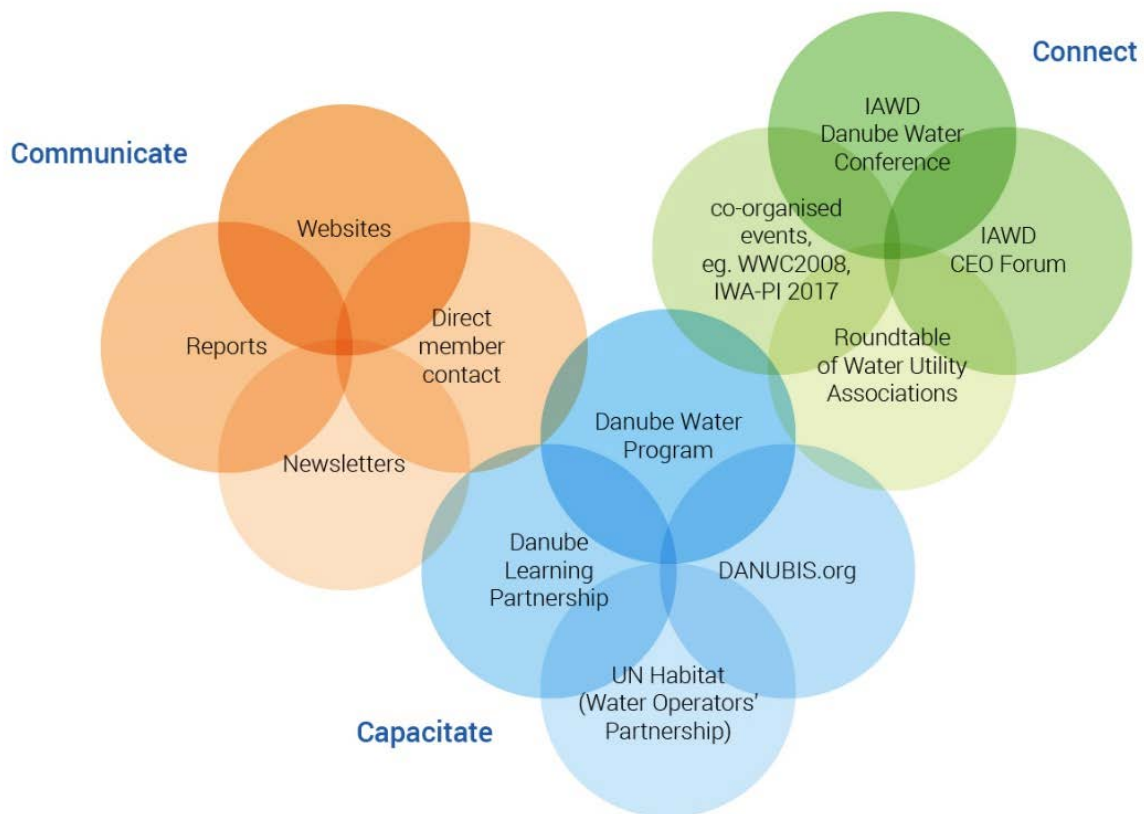 Communicate
Websites
Reports
Direct
member
contact
Newsletters
Connect
IAWD
Danube Water
Conference
co-organised
events,
eg. WWC2008,
IWA-PI 2017
IAWD
CEO Forum
Roundtable
of Water Utility
Associations
Danube Water
Program
Danube
Learning
Partnership
DANUBIS.org
UN Habitat
(Water Operators’
Partnership)
Capacitate